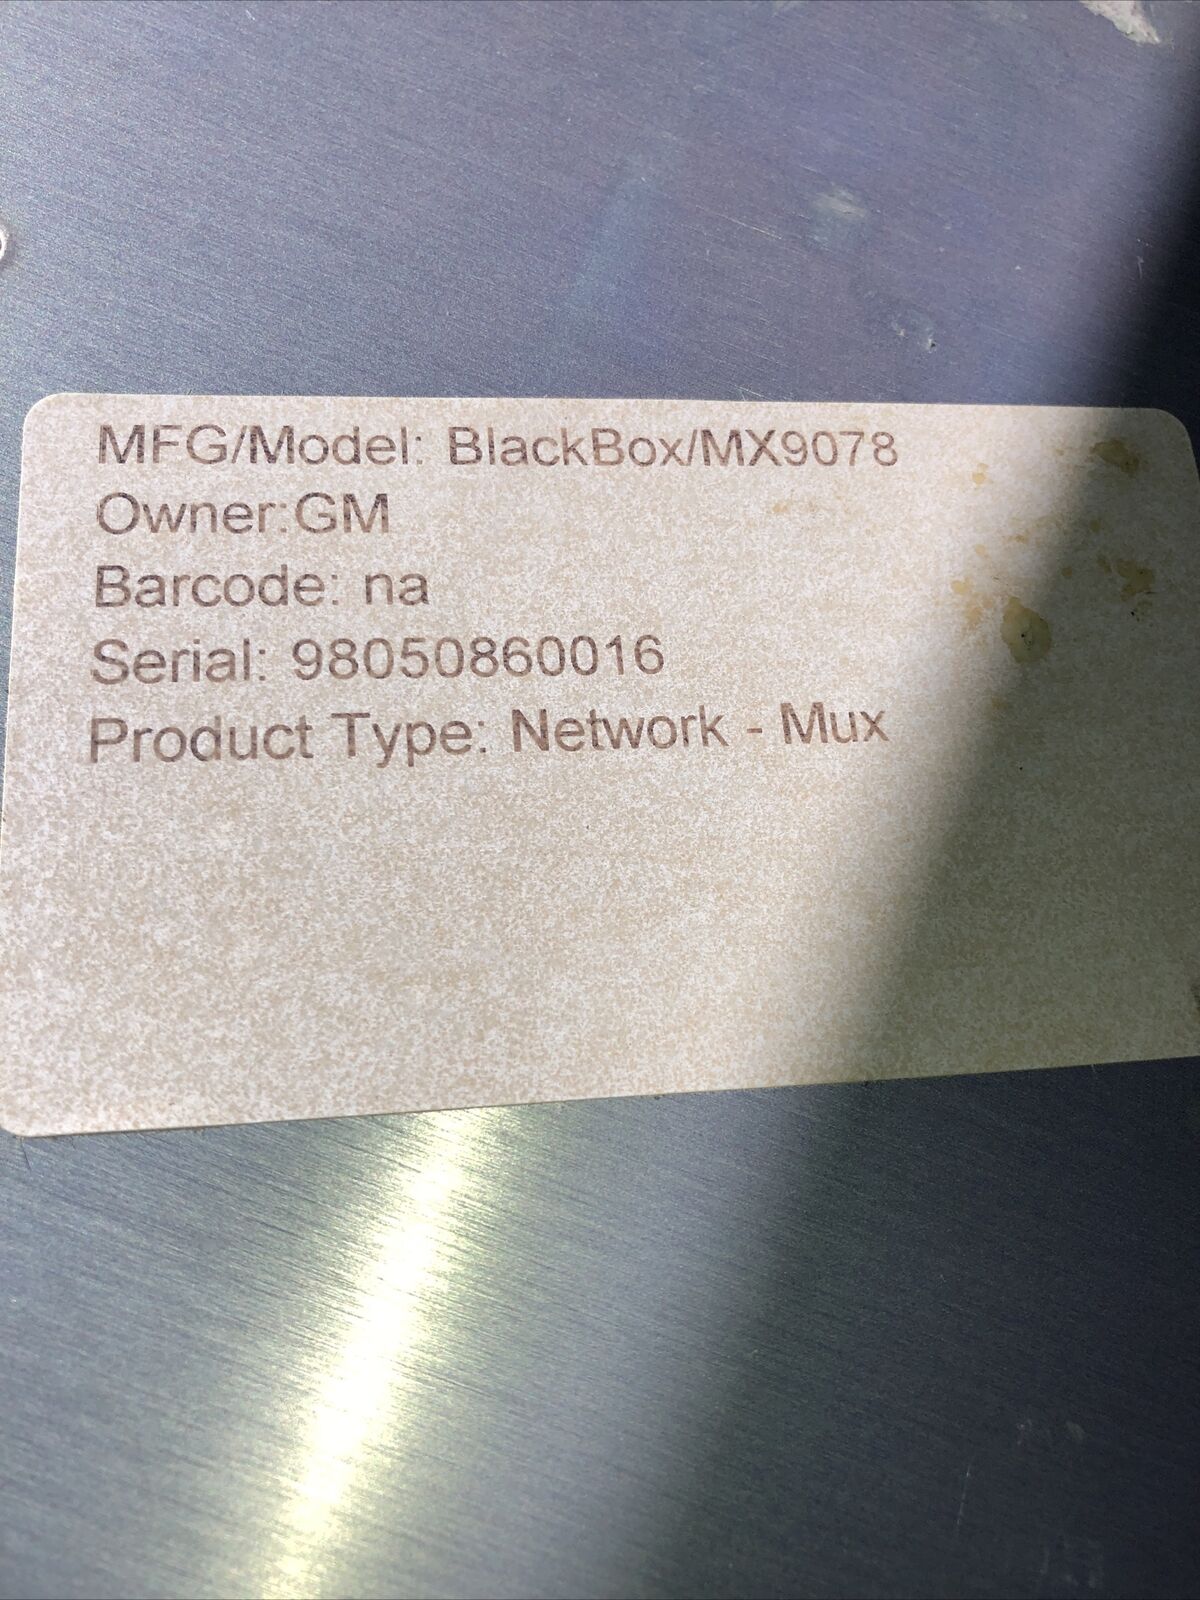 MFG/Model: BlackBox/MX9078
Owner:GM
Barcode: na
Serial: 98050860016
Product Type: Network - Mux